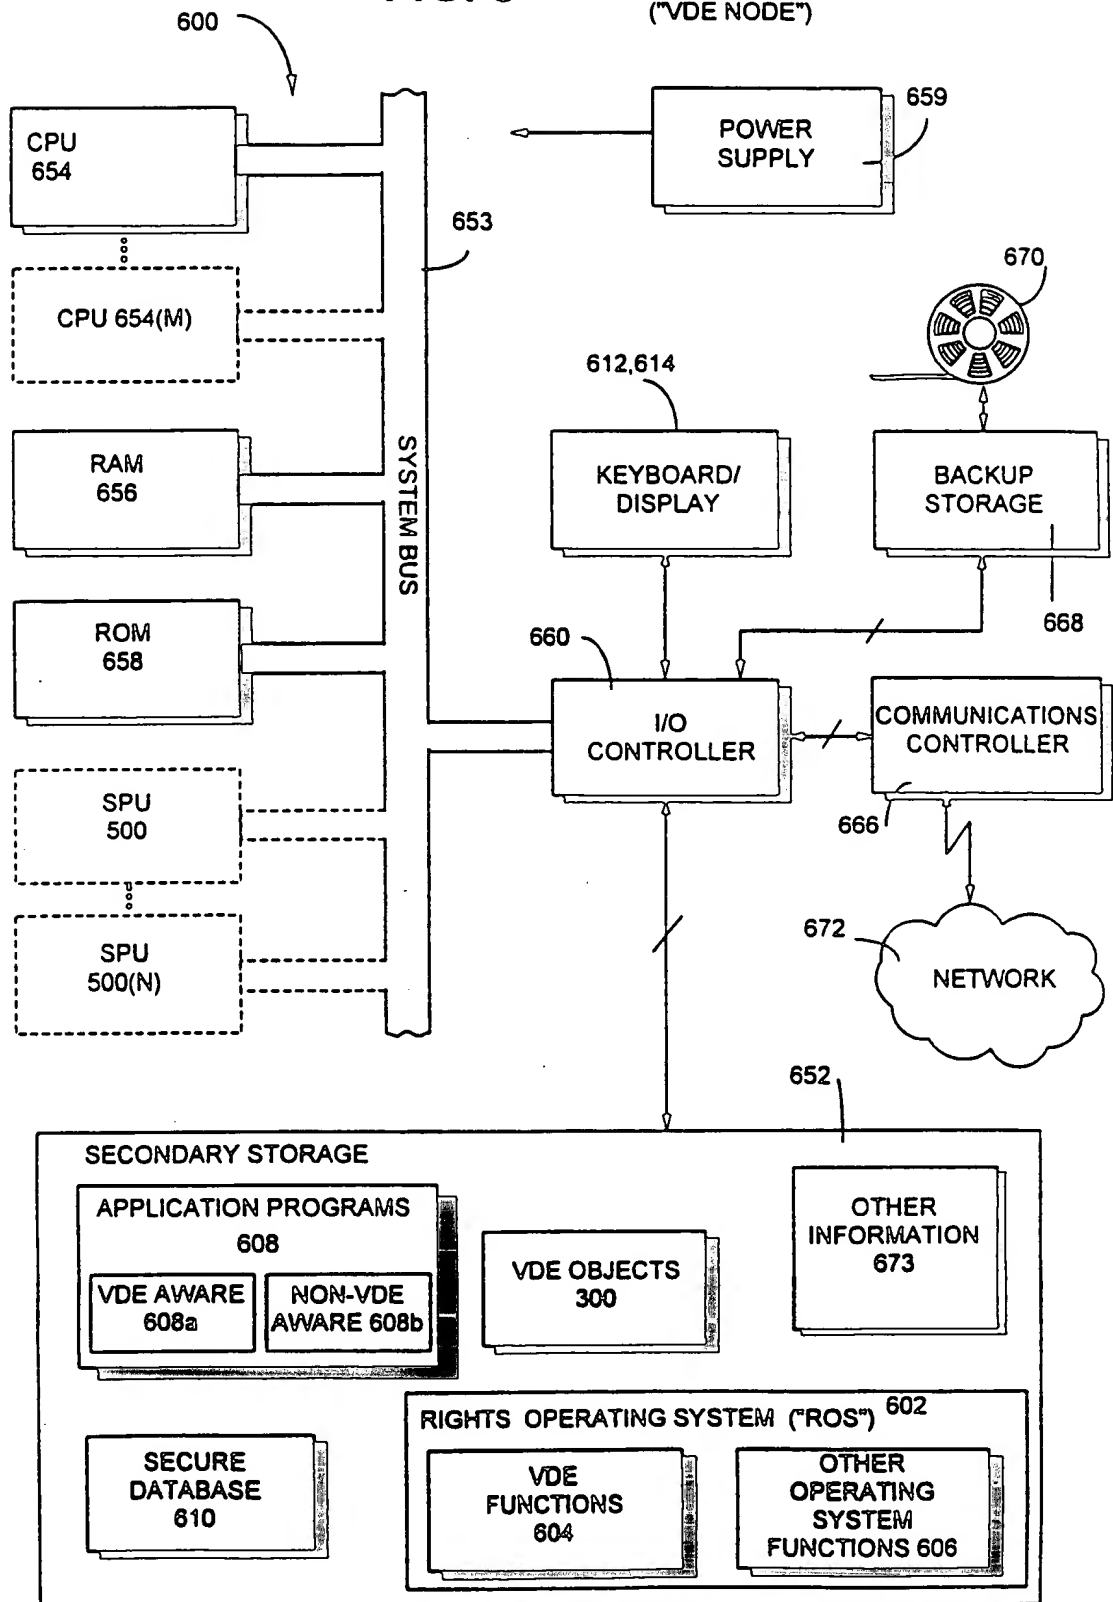 ("VDE NODE")
600
CPU
654
CPU 654(M)
RAM
656
ROM
658
SPU
500
SPU
500(N)
SYSTEM BUS
653
POWER
SUPPLY
659
670
612,614
KEYBOARD/
DISPLAY
BACKUP
STORAGE
668
660
I/O
CONTROLLER
COMMUNICATIONS
CONTROLLER
666
672
NETWORK
652
SECONDARY STORAGE
APPLICATION PROGRAMS
608
VDE AWARE
608a
NON-VDE
AWARE 608b
VDE OBJECTS
300
OTHER
INFORMATION
673
SECURE
DATABASE
610
RIGHTS OPERATING SYSTEM ("ROS") 602
VDE
FUNCTIONS
604
OTHER
OPERATING
SYSTEM
FUNCTIONS 606